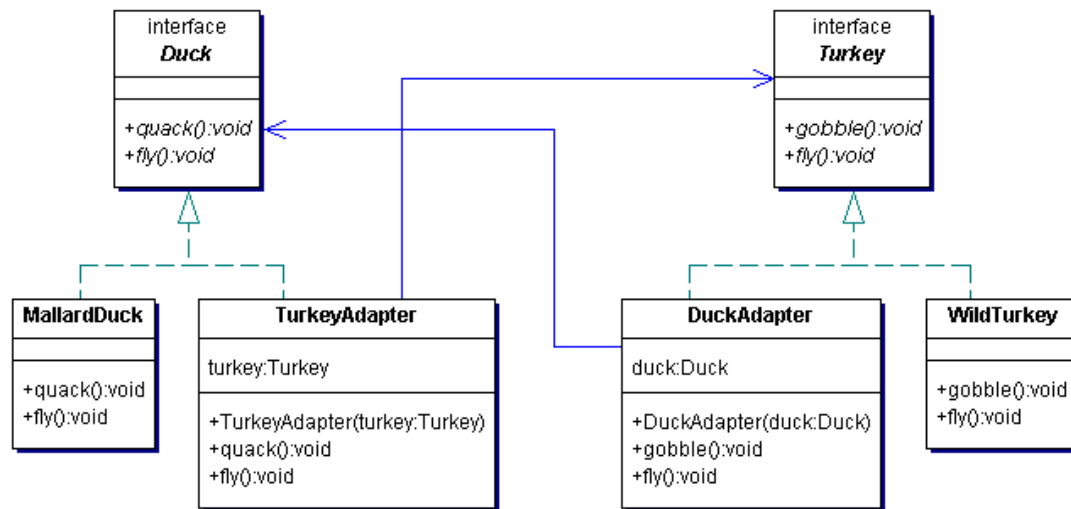 interface
Duck
+quack():void
+fly():void
interface
Turkey
+gobble():void
+fly():void
MallardDuck
+quack():void
+fly():void
TurkeyAdapter
turkey:Turkey
+TurkeyAdapter(turkey:Turkey)
+quack():void
+fly():void
DuckAdapter
duck:Duck
+DuckAdapter(duck:Duck)
+gobble():void
+fly():void
WildTurkey
+gobble():void
+fly():void